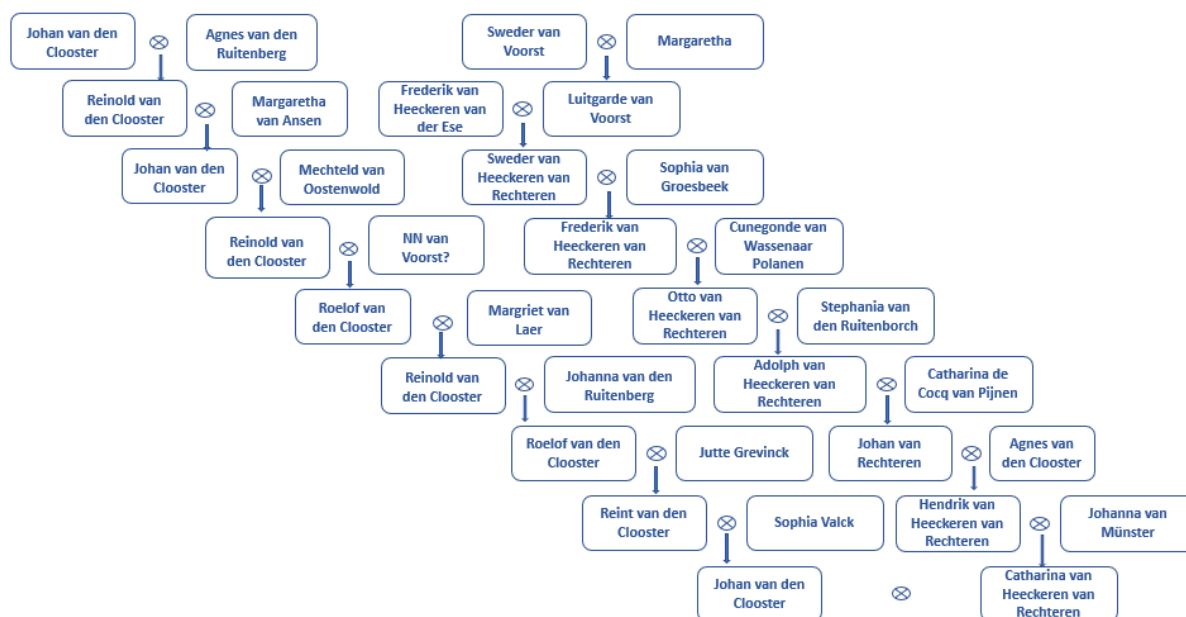 Johan van den
Clooster
Agnes van den
Ruitenberg
Sweder van
Voorst
Margaretha
Reinold van
den Clooster
Margaretha
van Ansen
Frederik van
Heeckeren van
der Ese
Luitgarde van
Voorst
Johan van den
Clooster
Mechteld van
Oostenwold
Sweder van
Heeckeren van
Rechteren
Sophia van
Groesbeek
Reinold van
den Clooster
NN van
Voorst?
Frederik van
Heeckeren van
Rechteren
Cunegonde van
Wassenaar
Polanen
Roelof van
den Clooster
Margriet van
Laer
Otto van
Heeckeren van
Rechteren
Stephania van
den Ruitenborch
Reinold van
den Clooster
Johanna van den
Ruitenberg
Adolph van
Heeckeren van
Rechteren
Catharina de
Cocq van Pijnen
Roelof van den
Clooster
Jutte Grevinck
Johan van
Rechteren
Agnes van
den Clooster
Reint van den
Clooster
Sophia Valck
Hendrik van
Heeckeren van
Rechteren
Johanna van
Münster
Johan van den
Clooster
Catharina van
Heeckeren van
Rechteren